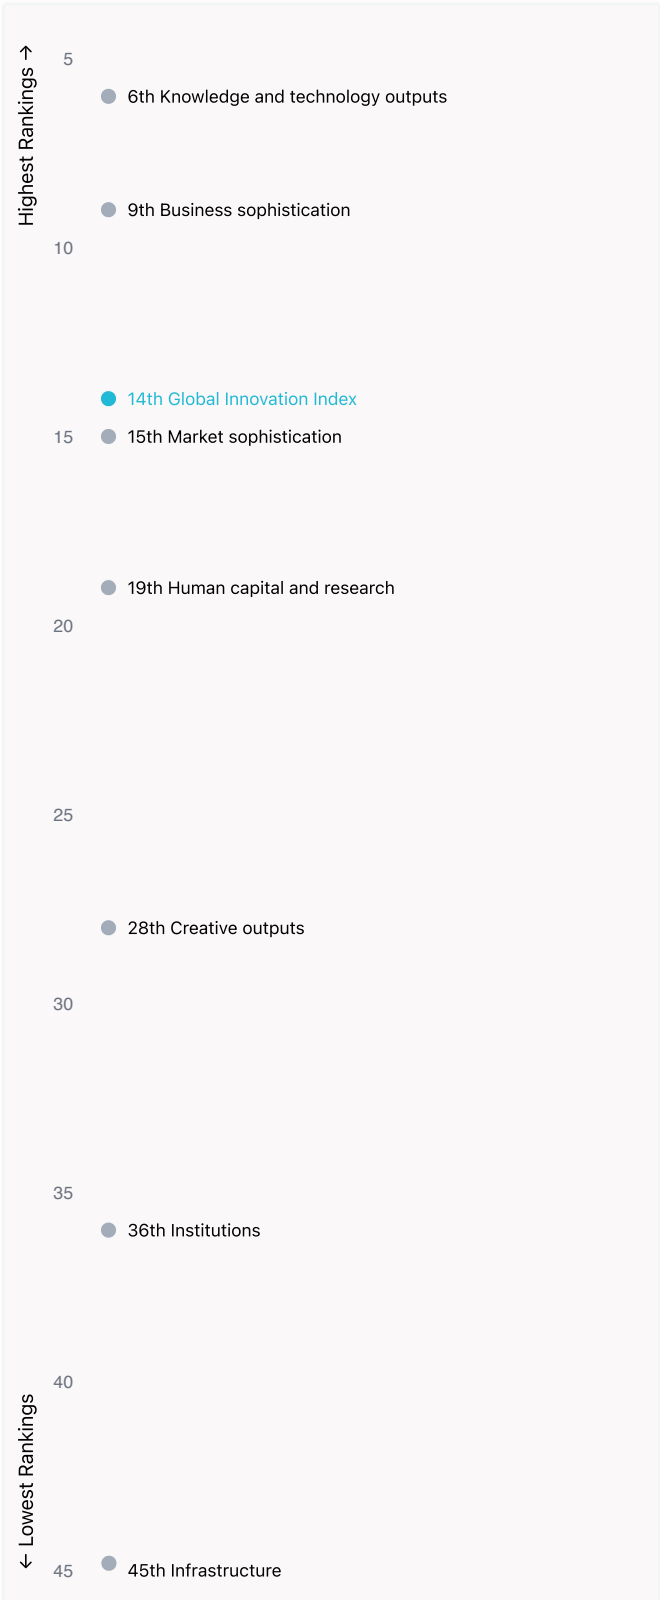 Highest Rankings →
5
6th Knowledge and technology outputs
9th Business sophistication
10
14th Global Innovation Index
15
15th Market sophistication
19th Human capital and research
20
25
28th Creative outputs
30
35
36th Institutions
40
← Lowest Rankings
45
45th Infrastructure